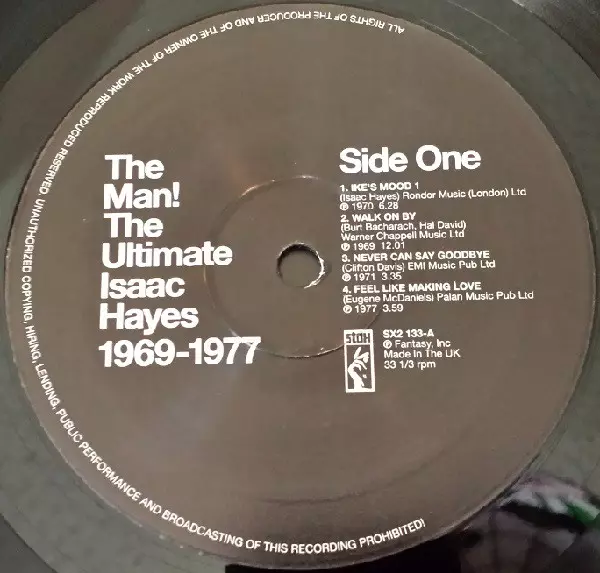 The
Man!
The
Ultimate
Isaac
Hayes
1969-1977
Side One
1. IKE'S MOOD 1
(Isaac Hayes) Rondor Music (London) Ltd
℗ 1970 6.28
2. WALK ON BY
(Burt Bacharach, Hal David)
Warner Chappell Music Ltd
℗ 1969 12.01
3. NEVER CAN SAY GOODBYE
(Clifton Davis) EMI Music Pub Ltd
℗ 1971 3.35
4. FEEL LIKE MAKING LOVE
(Eugene McDaniels) Palan Music Pub Ltd
℗ 1977 3.59
STAX
SX2 133-A
℗ Fantasy, Inc
Made In The UK
33 1/3 rpm
ALL RIGHTS OF THE PRODUCER AND OF THE OWNER OF THE WORK REPRODUCED RESERVED. UNAUTHORIZED COPYING, HIRING, LENDING, PUBLIC PERFORMANCE AND BROADCASTING OF THIS RECORDING PROHIBITED!